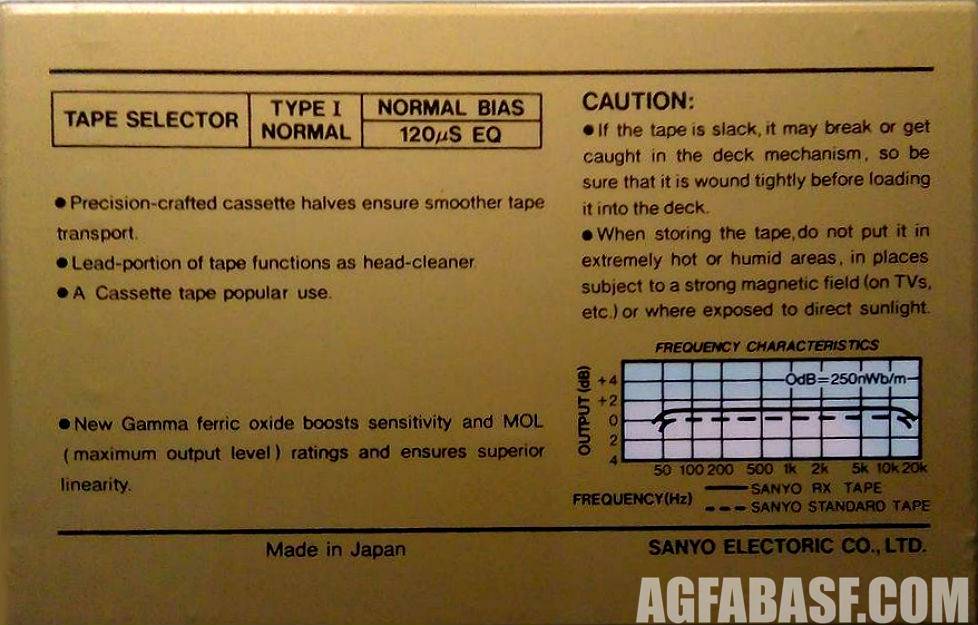 TAPE SELECTOR
TYPE I
NORMAL
NORMAL BIAS
120µS EQ
●Precision-crafted cassette halves ensure smoother tape
transport.
●Lead-portion of tape functions as head-cleaner
●A Cassette tape popular use.
●New Gamma ferric oxide boosts sensitivity and MOL
(maximum output level) ratings and ensures superior
linearity.
CAUTION:
●If the tape is slack, it may break or get
caught in the deck mechanism, so be
sure that it is wound tightly before loading
it into the deck.
●When storing the tape, do not put it in
extremely hot or humid areas, in places
subject to a strong magnetic field (on TVs,
etc.) or where exposed to direct sunlight.
FREQUENCY CHARACTERISTICS
OUTPUT (dB)
+4
+2
0
2
4
OdB=250nWb/m
50 100 200 500 1k 2k 5k 10k 20k
FREQUENCY(Hz)
SANYO RX TAPE
SANYO STANDARD TAPE
Made in Japan
SANYO ELECTORIC CO., LTD.
AGFABASF.COM